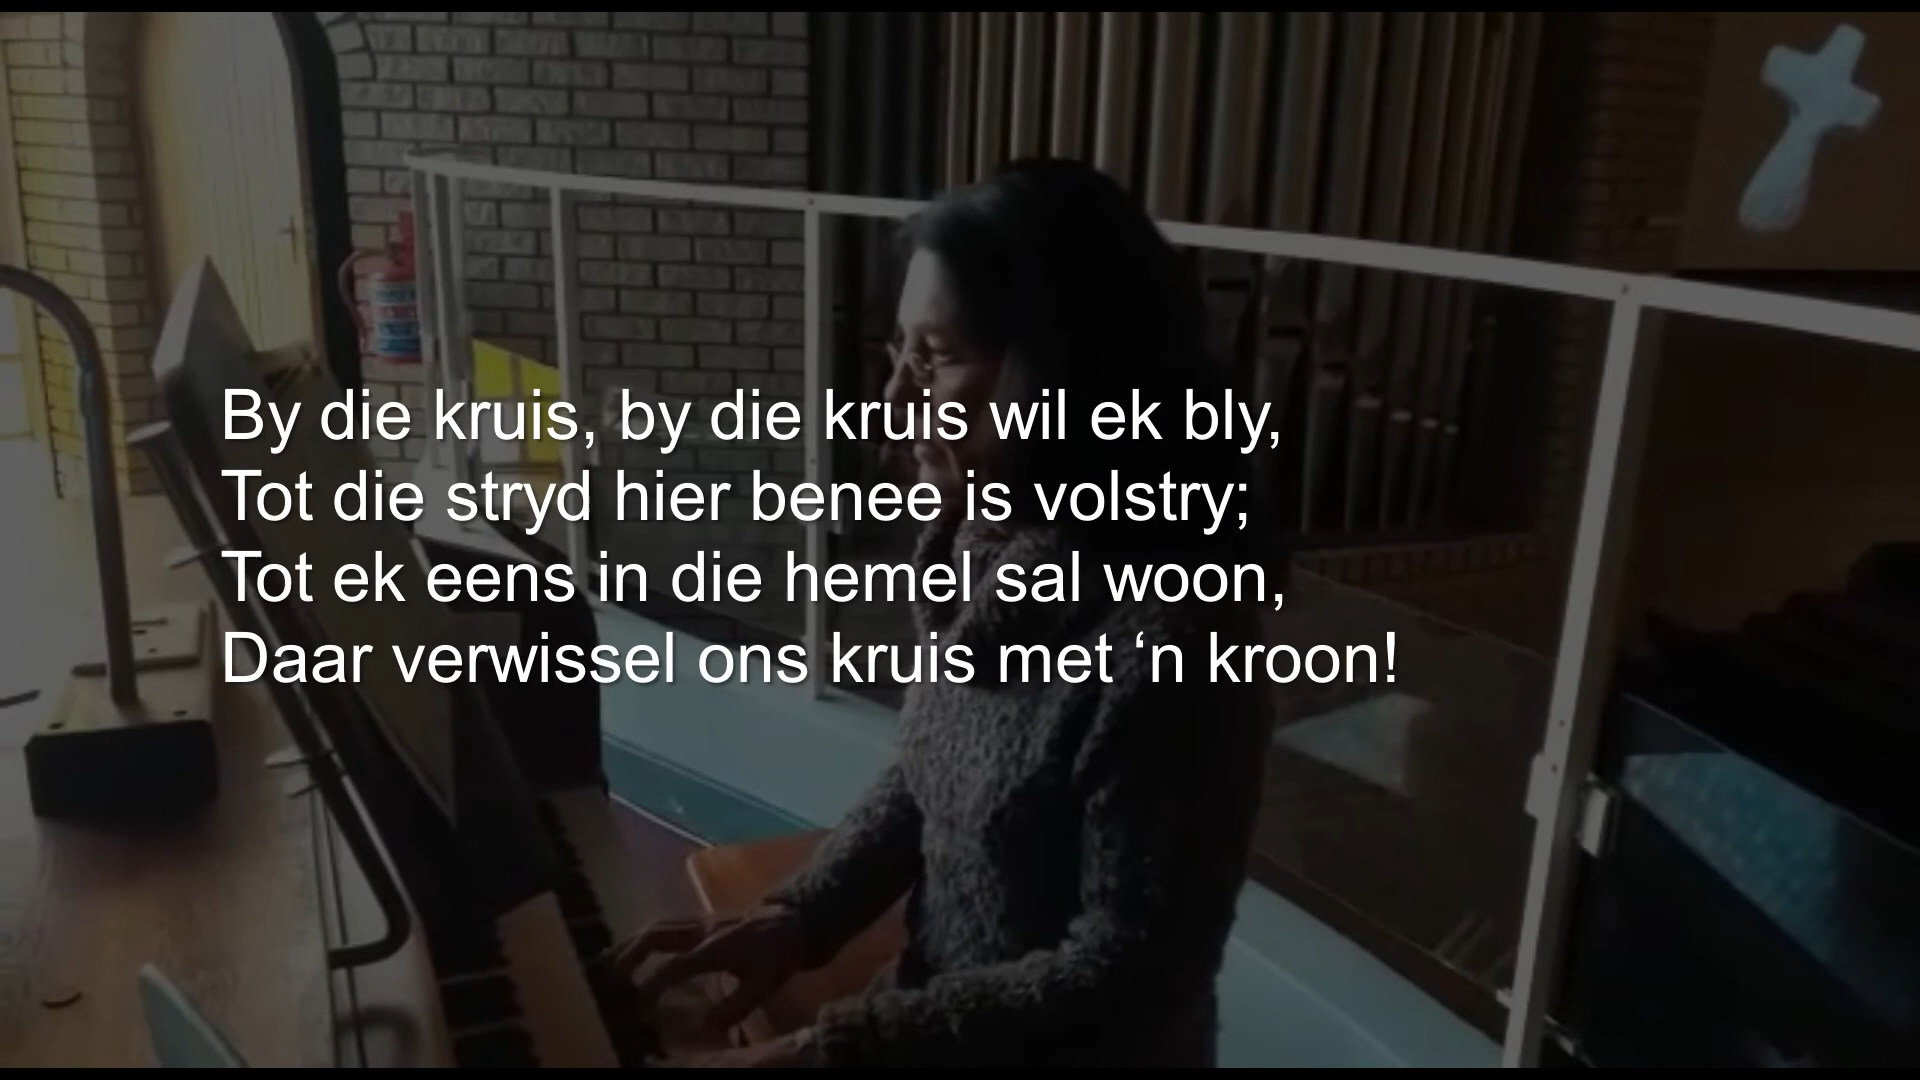 By die kruis, by die kruis wil ek bly,
Tot die stryd hier benee is volstry;
Tot ek eens in die hemel sal woon,
Daar verwissel ons kruis met ‘n kroon!